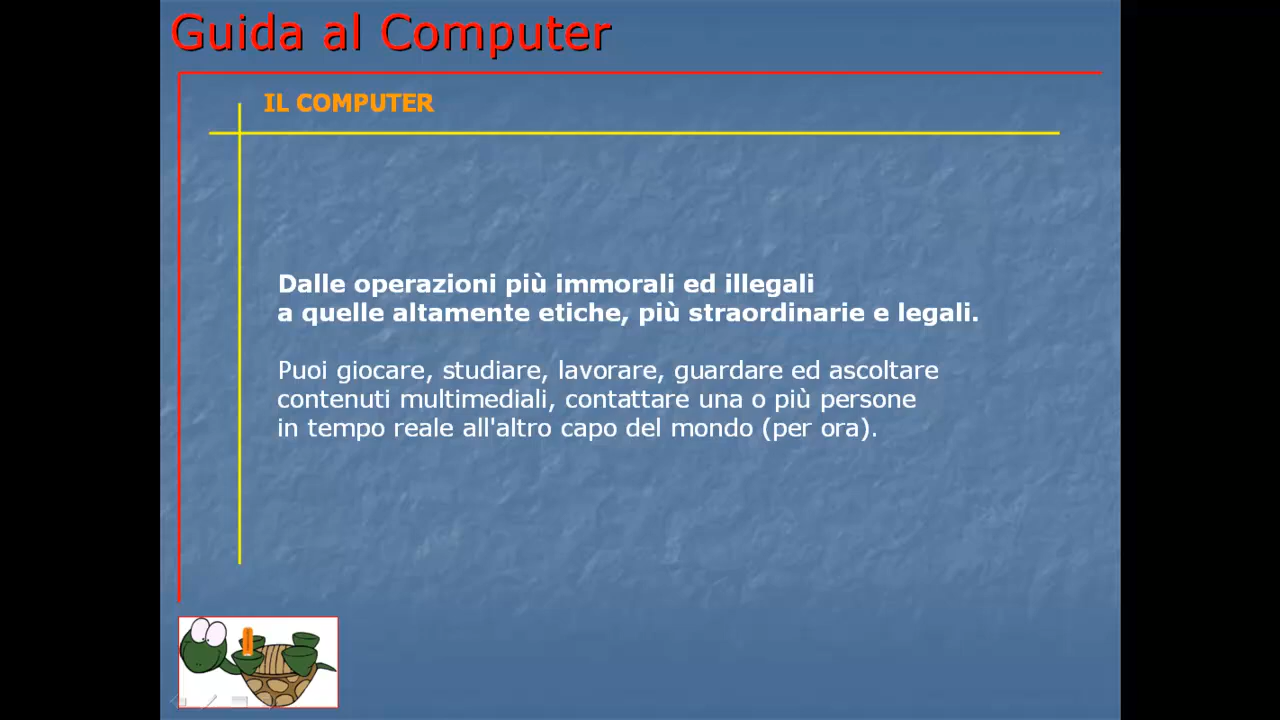 Guida al Computer
IL COMPUTER
Dalle operazioni più immorali ed illegali
a quelle altamente etiche, più straordinarie e legali.
Puoi giocare, studiare, lavorare, guardare ed ascoltare
contenuti multimediali, contattare una o più persone
in tempo reale all'altro capo del mondo (per ora).